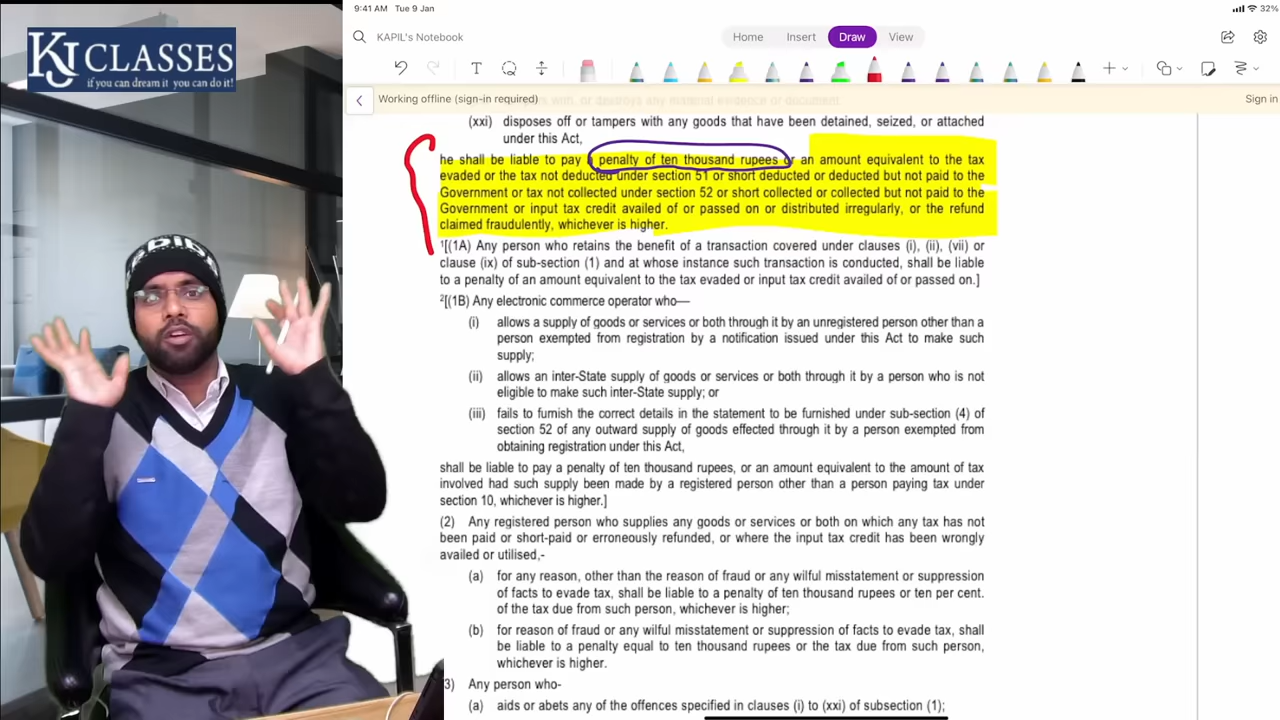 KJ CLASSES
if you can dream it you can do it!
9:41 AM Tue 9 Jan
32%
KAPIL's Notebook
Home Insert Draw View
Working offline (sign-in required)
Sign in
with, or destroys any material evidence or document
(xxi) disposes off or tampers with any goods that have been detained, seized, or attached
under this Act,
he shall be liable to pay a penalty of ten thousand rupees or an amount equivalent to the tax
evaded or the tax not deducted under section 51 or short deducted or deducted but not paid to the
Government or tax not collected under section 52 or short collected or collected but not paid to the
Government or input tax credit availed of or passed on or distributed irregularly, or the refund
claimed fraudulently, whichever is higher.
1[(1A) Any person who retains the benefit of a transaction covered under clauses (i), (ii), (vii) or
clause (ix) of sub-section (1) and at whose instance such transaction is conducted, shall be liable
to a penalty of an amount equivalent to the tax evaded or input tax credit availed of or passed on.]
2[(1B) Any electronic commerce operator who—
(i) allows a supply of goods or services or both through it by an unregistered person other than a
person exempted from registration by a notification issued under this Act to make such
supply;
(ii) allows an inter-State supply of goods or services or both through it by a person who is not
eligible to make such inter-State supply; or
(iii) fails to furnish the correct details in the statement to be furnished under sub-section (4) of
section 52 of any outward supply of goods effected through it by a person exempted from
obtaining registration under this Act,
shall be liable to pay a penalty of ten thousand rupees, or an amount equivalent to the amount of tax
involved had such supply been made by a registered person other than a person paying tax under
section 10, whichever is higher.]
(2) Any registered person who supplies any goods or services or both on which any tax has not
been paid or short-paid or erroneously refunded, or where the input tax credit has been wrongly
availed or utilised,-
(a) for any reason, other than the reason of fraud or any wilful misstatement or suppression
of facts to evade tax, shall be liable to a penalty of ten thousand rupees or ten per cent.
of the tax due from such person, whichever is higher;
(b) for reason of fraud or any wilful misstatement or suppression of facts to evade tax, shall
be liable to a penalty equal to ten thousand rupees or the tax due from such person,
whichever is higher.
3) Any person who-
(a) aids or abets any of the offences specified in clauses (i) to (xxi) of subsection (1);